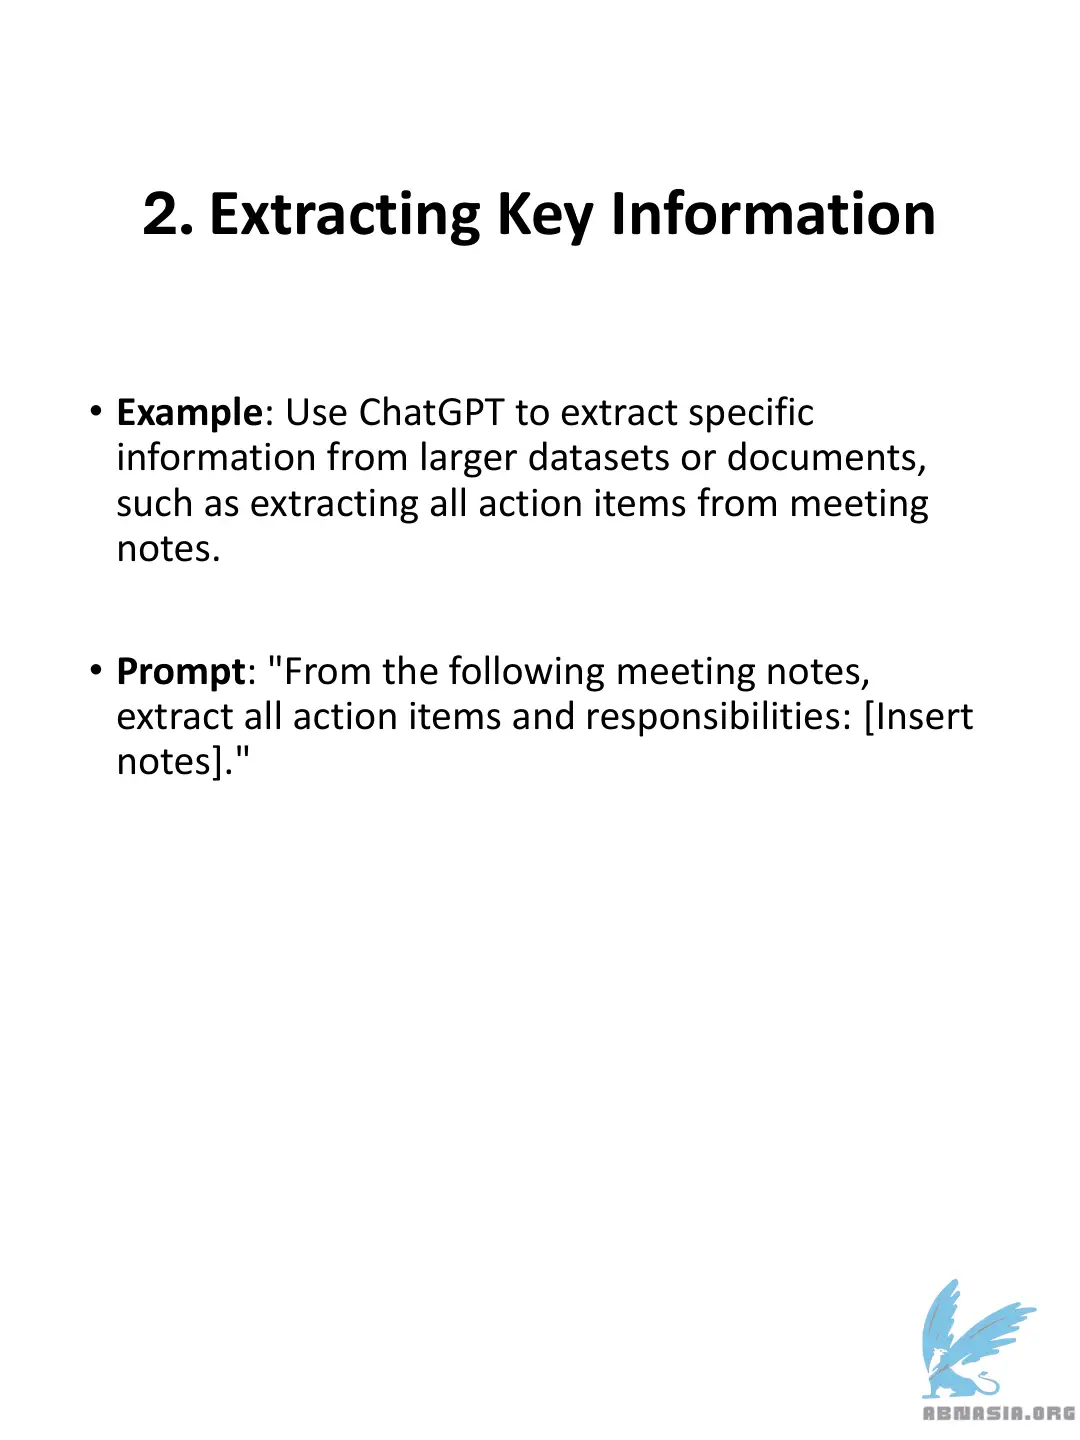 2. Extracting Key Information
• Example: Use ChatGPT to extract specific
information from larger datasets or documents,
such as extracting all action items from meeting
notes.
• Prompt: "From the following meeting notes,
extract all action items and responsibilities: [Insert
notes]."
ABNASIA.ORG